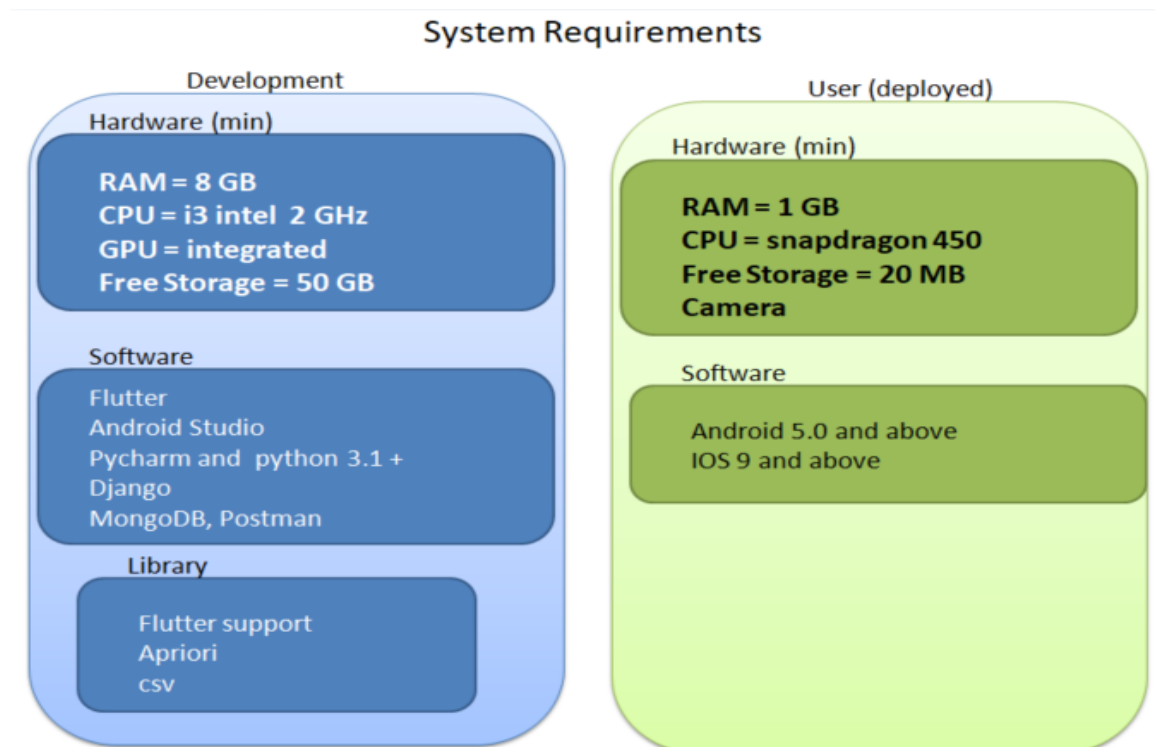 System Requirements
Development
Hardware (min)
RAM = 8 GB
CPU = i3 intel 2 GHz
GPU = integrated
Free Storage = 50 GB
Software
Flutter
Android Studio
Pycharm and python 3.1 +
Django
MongoDB, Postman
Library
Flutter support
Apriori
csv
User (deployed)
Hardware (min)
RAM = 1 GB
CPU = snapdragon 450
Free Storage = 20 MB
Camera
Software
Android 5.0 and above
IOS 9 and above